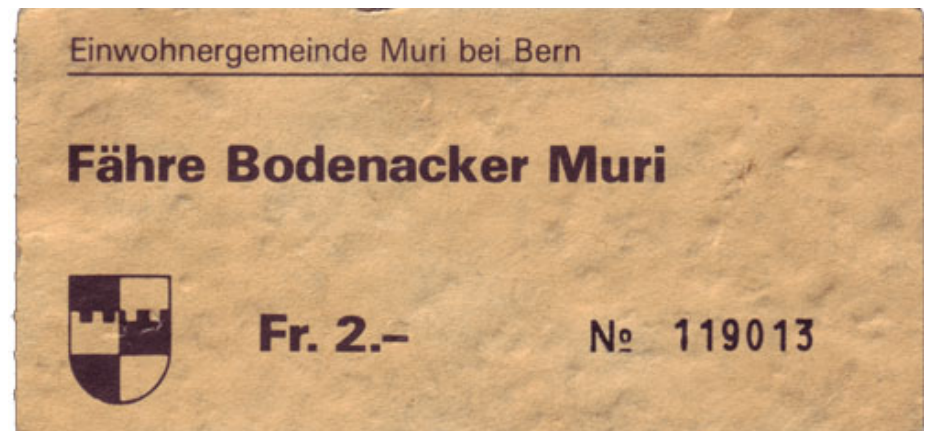 Einwohnergemeinde Muri bei Bern
Fähre Bodenacker Muri
Fr. 2.– № 119013